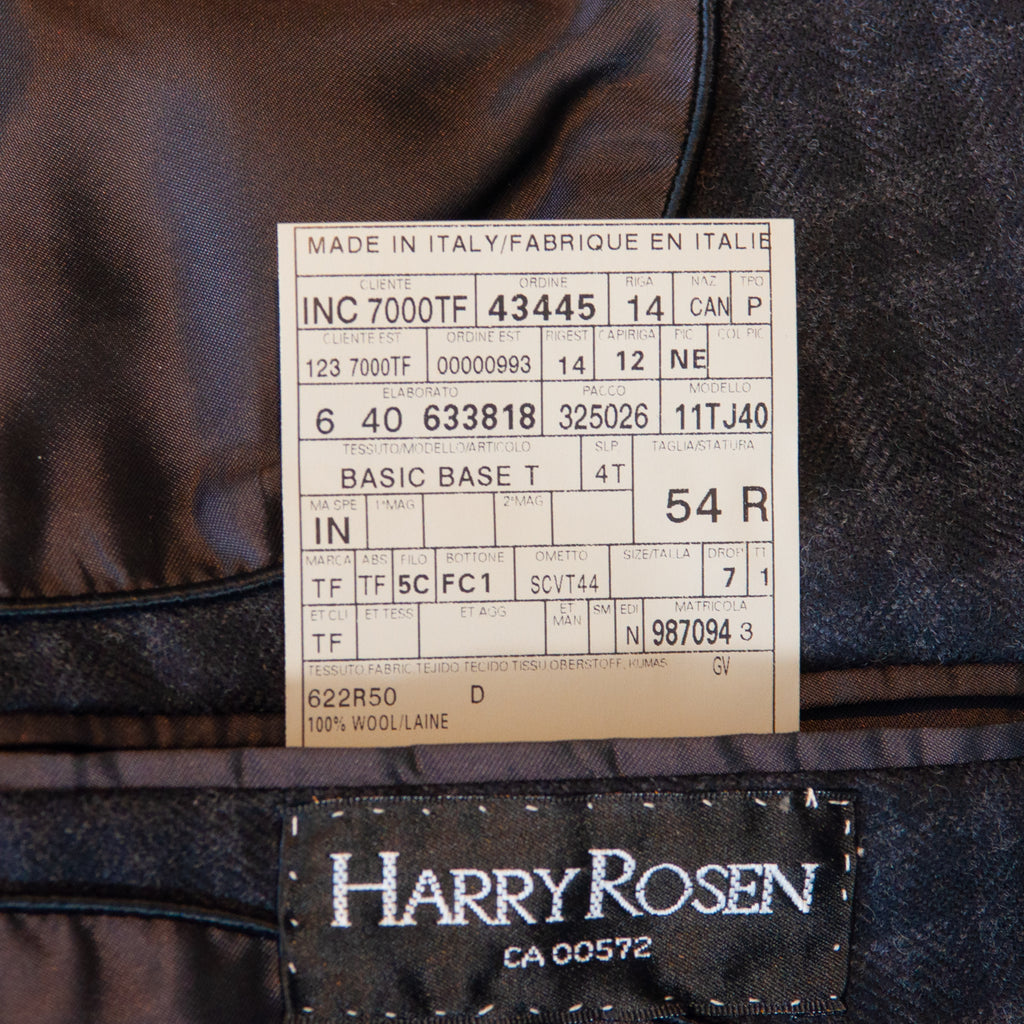 MADE IN ITALY/FABRIQUE EN ITALIE
CLIENTE ORDINE RIGA NAZ TPO
INC 7000TF 43445 14 CAN P
CLIENTE EST ORDINE EST RIGEST CAPIRIGA PIC COL PIC
123 7000TF 00000993 14 12 NE
ELABORATO PACCO MODELLO
6 40 633818 325026 11TJ40
TESSUTO/MODELLO/ARTICOLO SLP TAGLIA/STATURA
BASIC BASE T 4T
54 R
MA SPE 1°MAG 2°MAG
IN
MARCA ABS FILO BOTTONE OMETTO SIZE/TALLA DROP T1
TF TF 5C FC1 SCVT44 7 1
ET CLI ET TESS ET AGG ET MAN SM EDI MATRICOLA
TF N 987094 3
TESSUTO, FABRIC, TEJIDO TECIDO TISSU OBERSTOFF, KUMAS GV
622R50 D
100% WOOL/LAINE
HARRY ROSEN
CA 00572